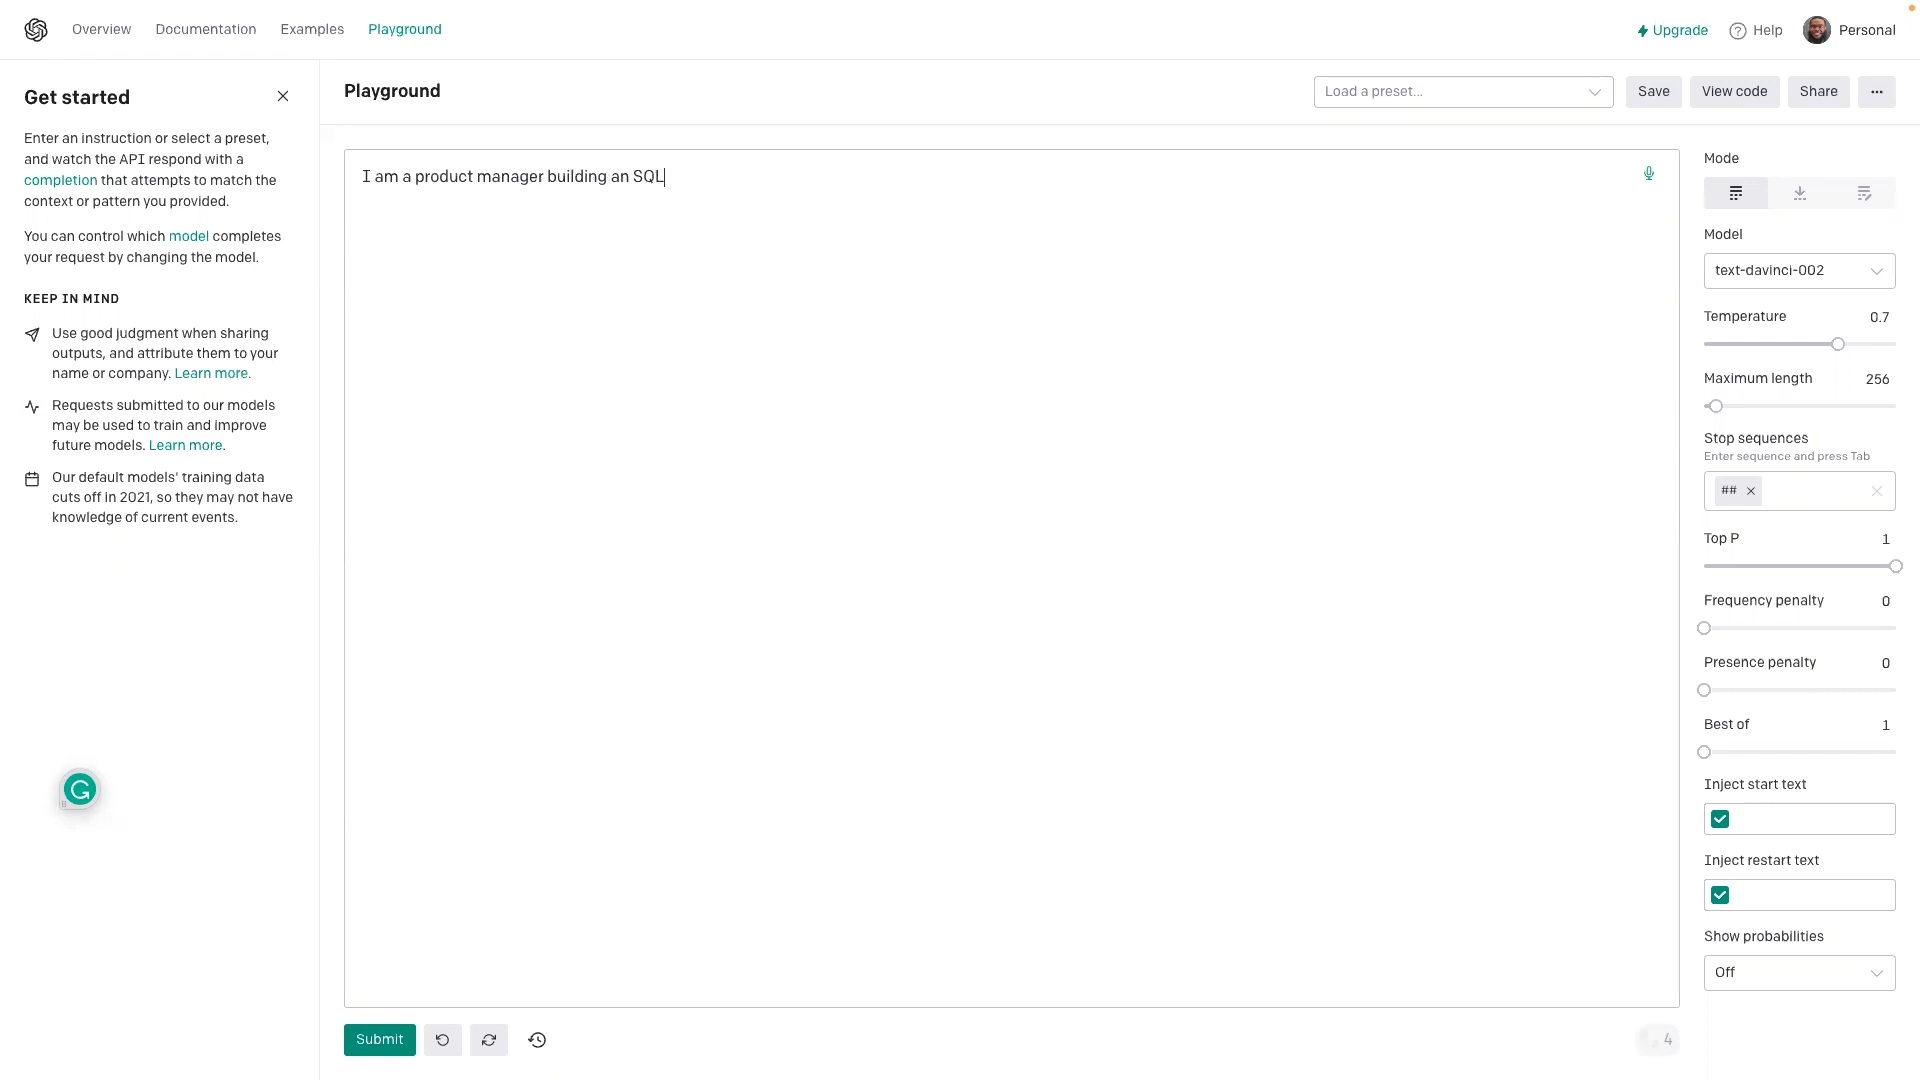 Overview Documentation Examples Playground
Upgrade Help Personal
Get started
Enter an instruction or select a preset,
and watch the API respond with a
completion that attempts to match the
context or pattern you provided.
You can control which model completes
your request by changing the model.
KEEP IN MIND
Use good judgment when sharing
outputs, and attribute them to your
name or company. Learn more.
Requests submitted to our models
may be used to train and improve
future models. Learn more.
Our default models' training data
cuts off in 2021, so they may not have
knowledge of current events.
Playground
Load a preset...
Save
View code
Share
...
I am a product manager building an SQL
Submit
4
Mode
Model
text-davinci-002
Temperature 0.7
Maximum length 256
Stop sequences
Enter sequence and press Tab
##
Top P 1
Frequency penalty 0
Presence penalty 0
Best of 1
Inject start text
Inject restart text
Show probabilities
Off